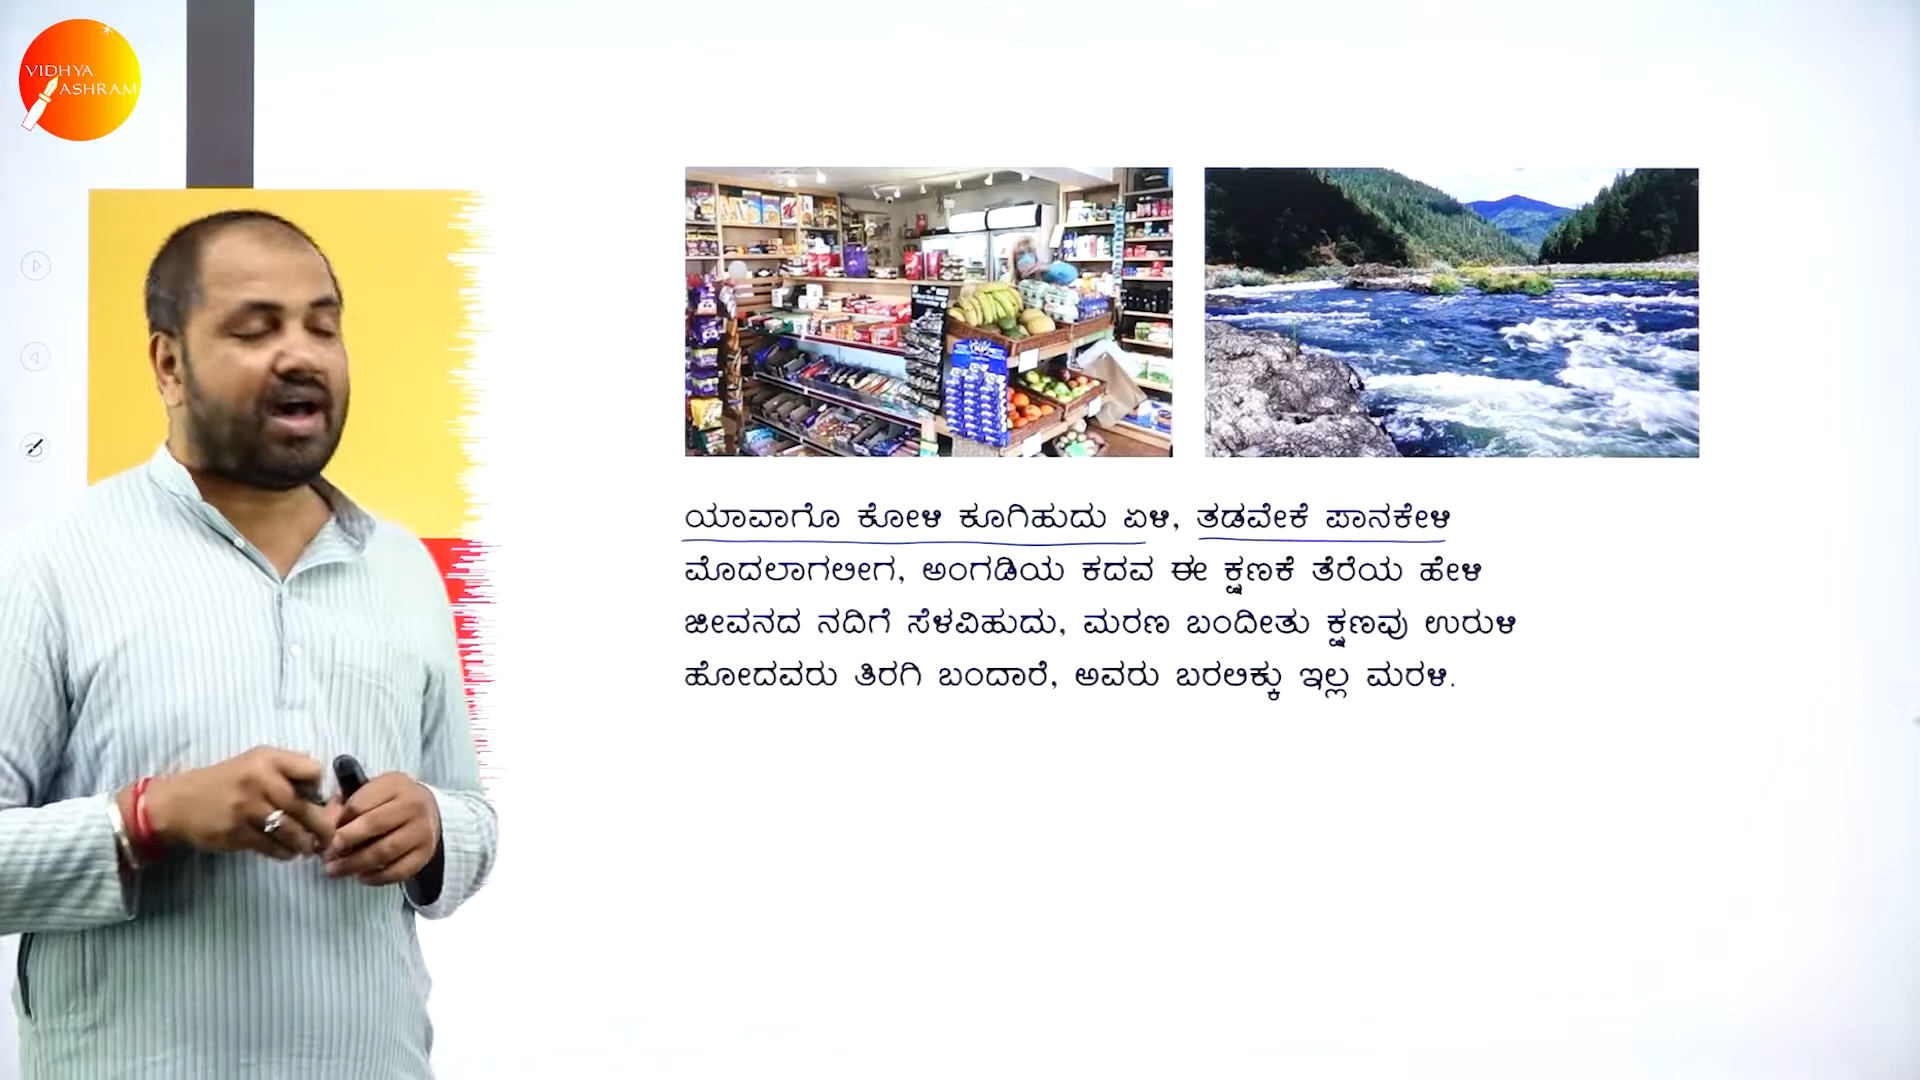 VIDHYA
ASHRAM
ಯಾವಾಗೊ ಕೋಳಿ ಕೂಗಿಹುದು ಏಳಿ, ತಡವೇಕೆ ಪಾನಕೇಳಿ
ಮೊದಲಾಗಲೀಗ, ಅಂಗಡಿಯ ಕದವ ಈ ಕ್ಷಣಕೆ ತೆರೆಯ ಹೇಳಿ
ಜೀವನದ ನದಿಗೆ ಸೆಳವಿಹುದು, ಮರಣ ಬಂದೀತು ಕ್ಷಣವು ಉರುಳಿ
ಹೋದವರು ತಿರಗಿ ಬಂದಾರೆ, ಅವರು ಬರಲಿಕ್ಕು ಇಲ್ಲ ಮರಳಿ.